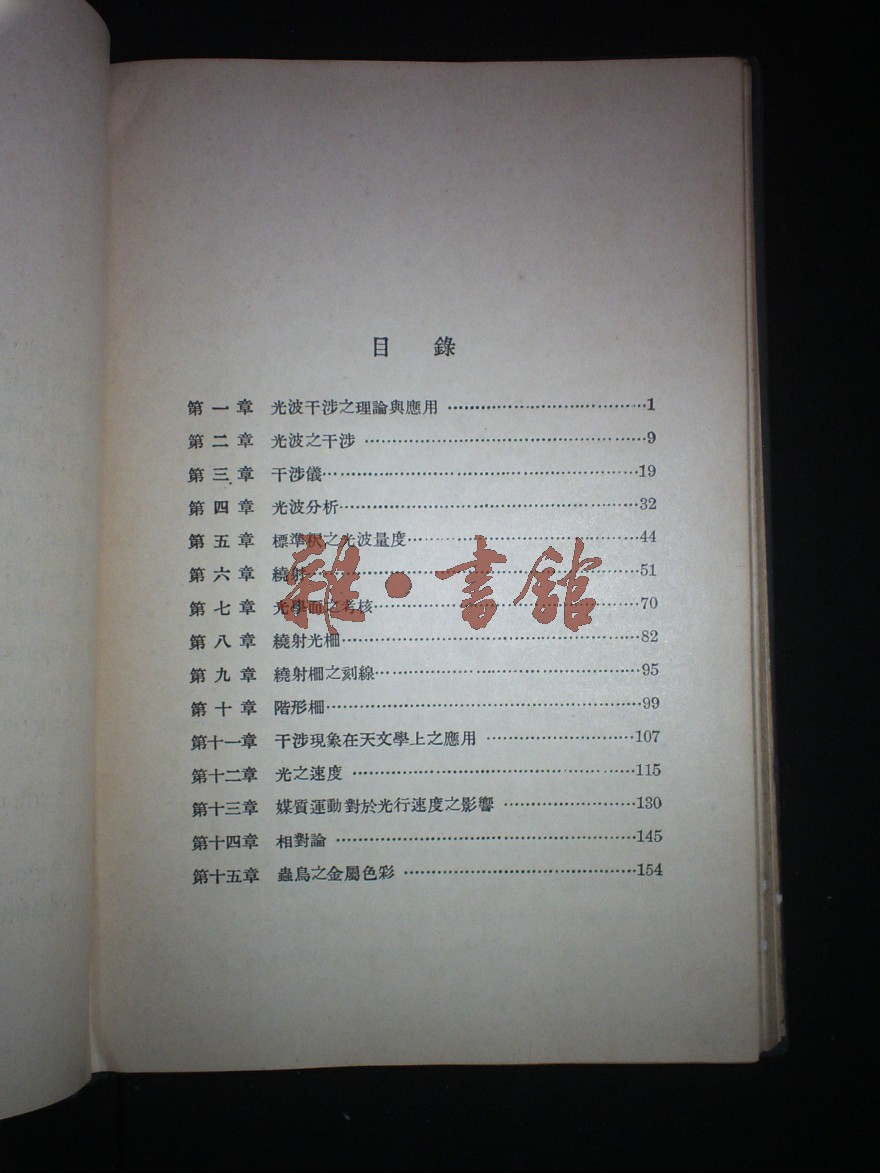 目錄
第一章 光波干涉之理論與應用 ……1
第二章 光波之干涉 ……9
第三章 干涉儀……19
第四章 光波分析……32
第五章 標準之光波量度……44
第六章 繞射……51
第七章 光學面之考核……70
第八章 繞射光柵……82
第九章 繞射柵之刻線……95
第十章 階形柵……99
第十一章 干涉現象在天文學上之應用 ……107
第十二章 光之速度 ……115
第十三章 媒質運動對於光行速度之影響 ……130
第十四章 相對論 ……145
第十五章 蟲鳥之金屬色彩 ……154
雜·書館